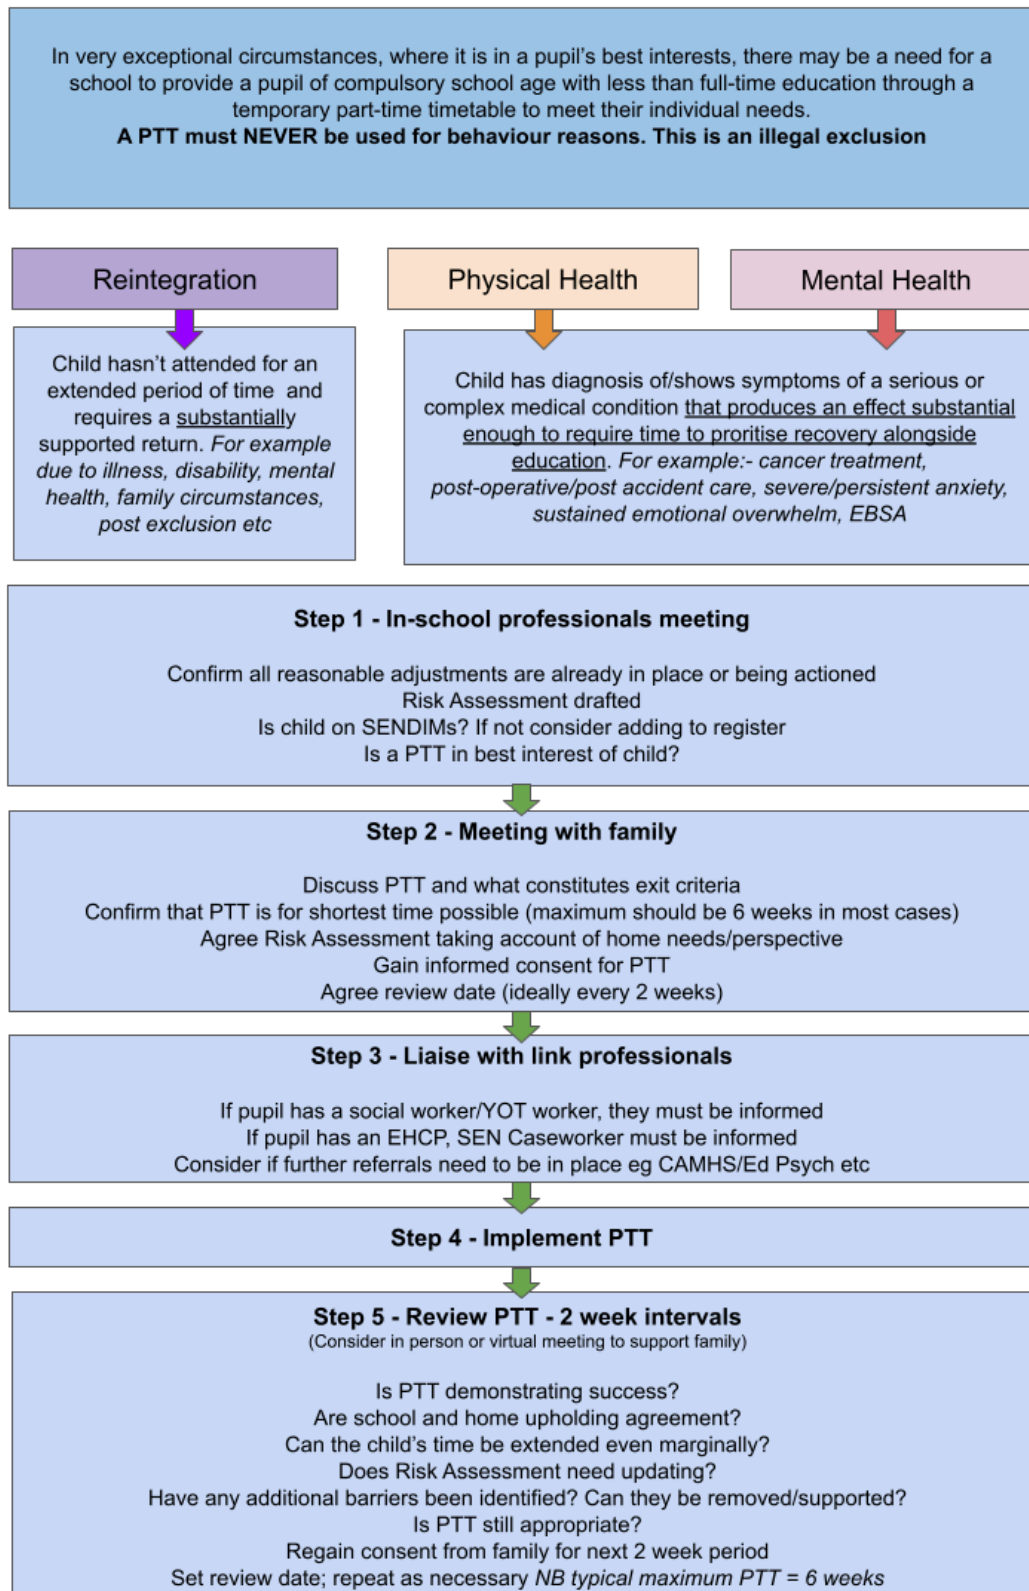 In very exceptional circumstances, where it is in a pupil's best interests, there may be a need for a
school to provide a pupil of compulsory school age with less than full-time education through a
temporary part-time timetable to meet their individual needs.
A PTT must NEVER be used for behaviour reasons. This is an illegal exclusion
Reintegration
Child hasn't attended for an
extended period of time and
requires a substantially
supported return. For example
due to illness, disability, mental
health, family circumstances,
post exclusion etc
Physical Health
Mental Health
Child has diagnosis of/shows symptoms of a serious or
complex medical condition that produces an effect substantial
enough to require time to proritise recovery alongside
education. For example:- cancer treatment,
post-operative/post accident care, severe/persistent anxiety,
sustained emotional overwhelm, EBSA
Step 1 - In-school professionals meeting
Confirm all reasonable adjustments are already in place or being actioned
Risk Assessment drafted
Is child on SENDIMs? If not consider adding to register
Is a PTT in best interest of child?
Step 2 - Meeting with family
Discuss PTT and what constitutes exit criteria
Confirm that PTT is for shortest time possible (maximum should be 6 weeks in most cases)
Agree Risk Assessment taking account of home needs/perspective
Gain informed consent for PTT
Agree review date (ideally every 2 weeks)
Step 3 - Liaise with link professionals
If pupil has a social worker/YOT worker, they must be informed
If pupil has an EHCP, SEN Caseworker must be informed
Consider if further referrals need to be in place eg CAMHS/Ed Psych etc
Step 4 - Implement PTT
Step 5 - Review PTT - 2 week intervals
(Consider in person or virtual meeting to support family)
Is PTT demonstrating success?
Are school and home upholding agreement?
Can the child's time be extended even marginally?
Does Risk Assessment need updating?
Have any additional barriers been identified? Can they be removed/supported?
Is PTT still appropriate?
Regain consent from family for next 2 week period
Set review date; repeat as necessary NB typical maximum PTT = 6 weeks